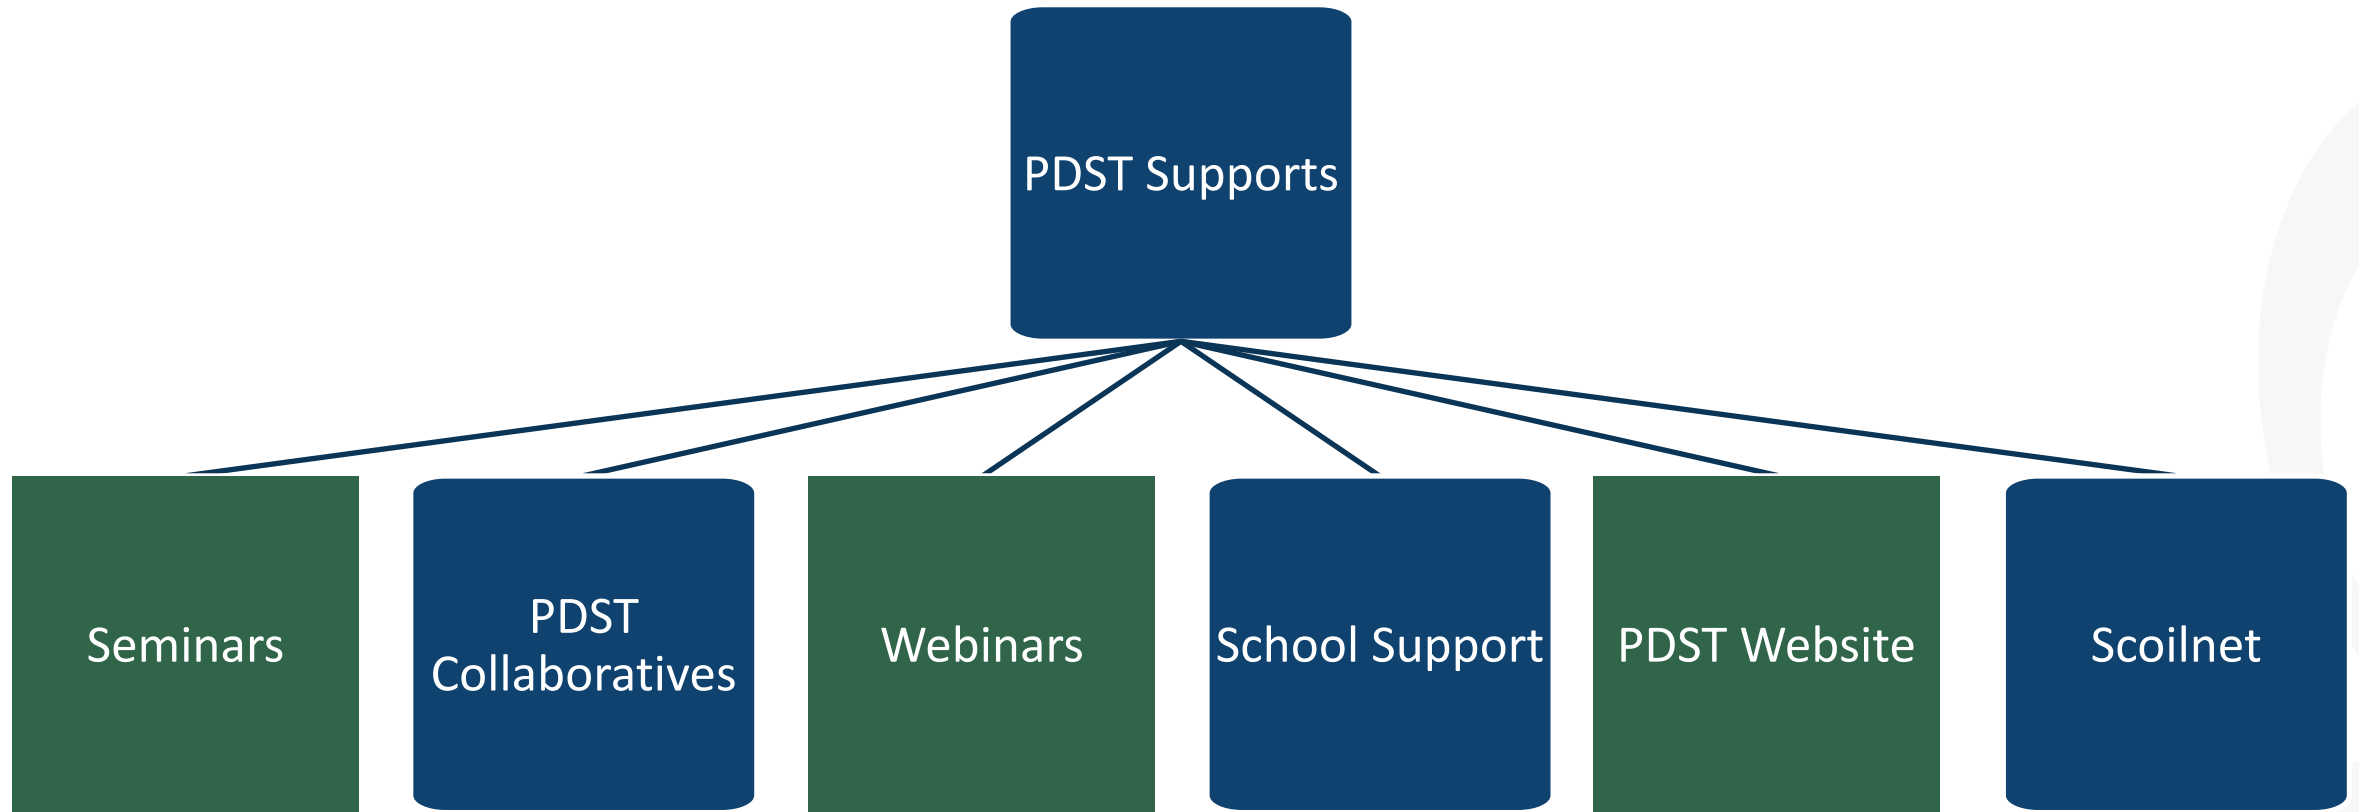 PDST Supports
Seminars
PDST
Collaboratives
Webinars
School Support
PDST Website
Scoilnet